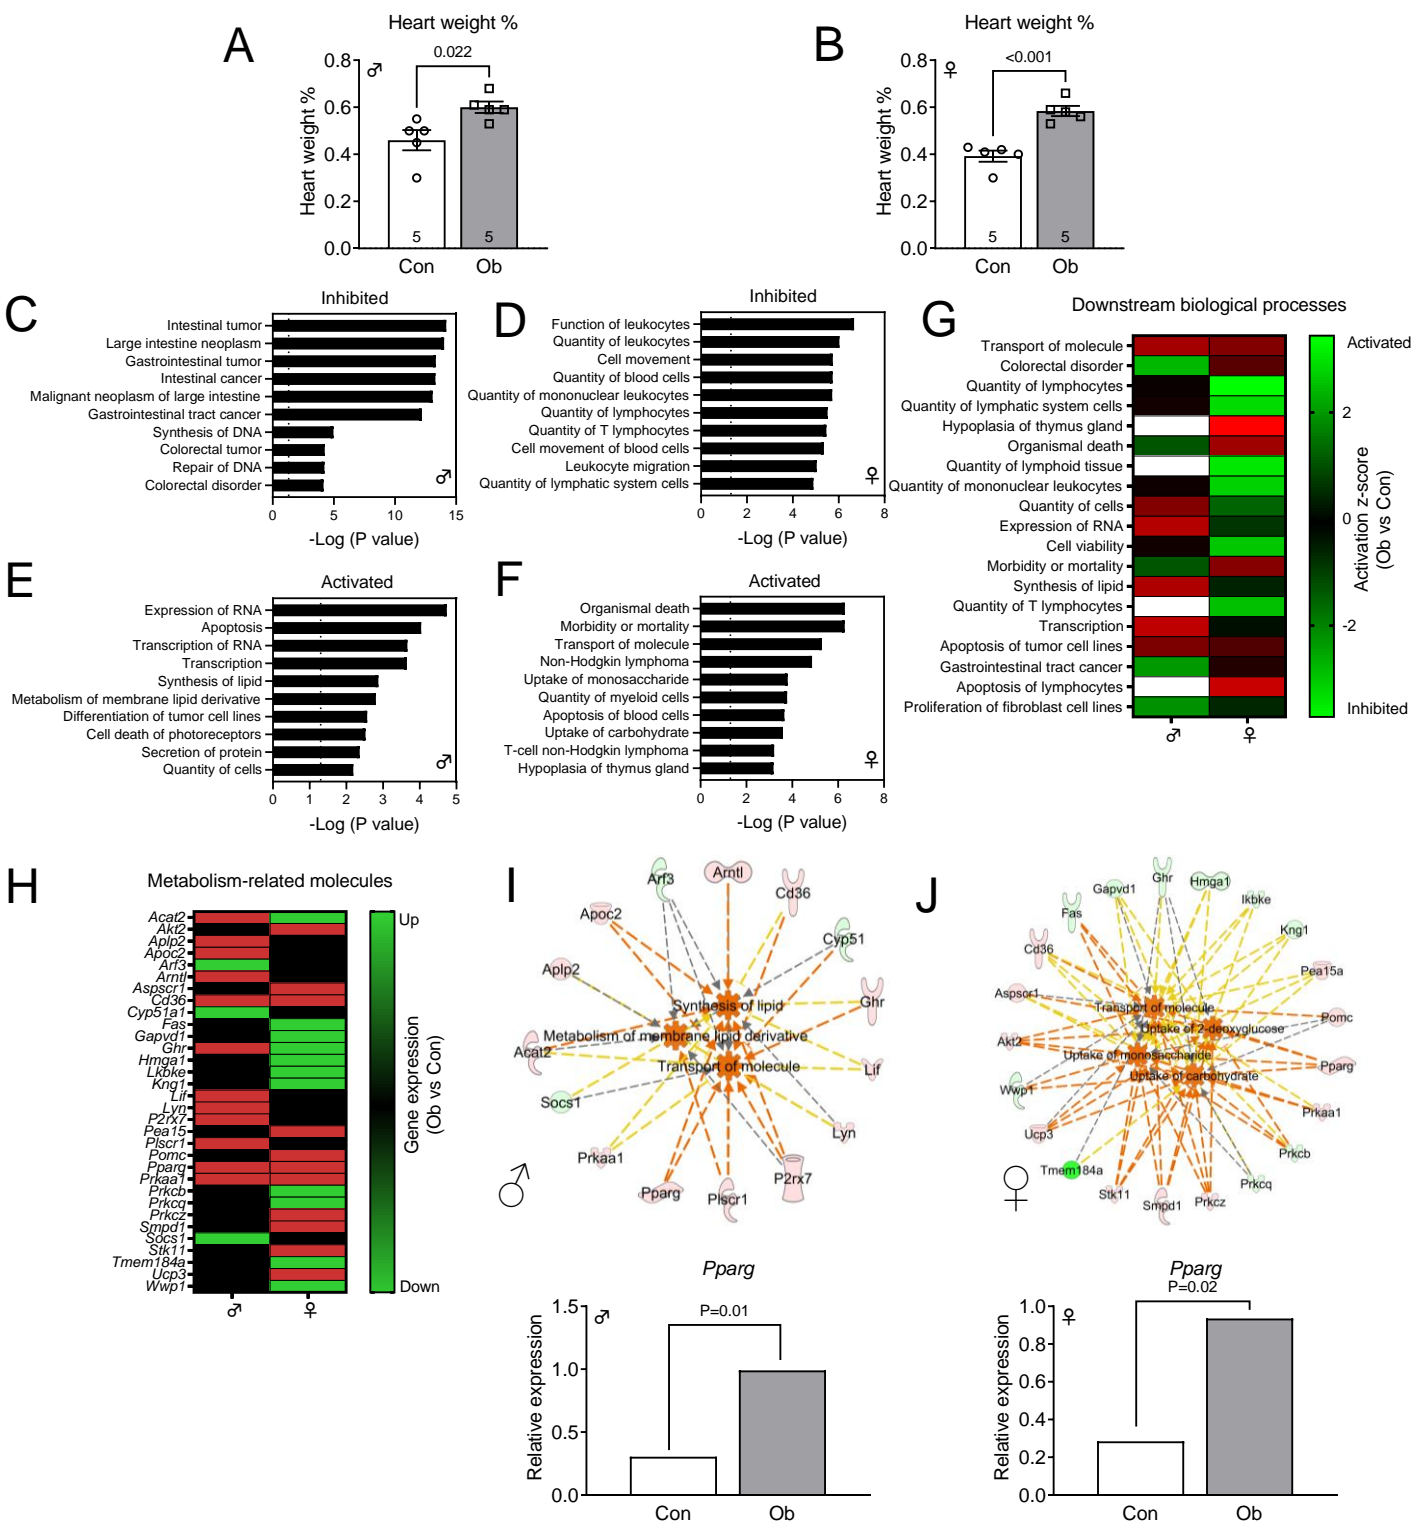 A
Heart weight %
♂
0.022
Heart weight %
0.8
0.6
0.4
0.2
0.0
5
5
Con
Ob
B
Heart weight %
♀
<0.001
Heart weight %
0.8
0.6
0.4
0.2
0.0
5
5
Con
Ob
C
Inhibited
Intestinal tumor
Large intestine neoplasm
Gastrointestinal tumor
Intestinal cancer
Malignant neoplasm of large intestine
Gastrointestinal tract cancer
Synthesis of DNA
Colorectal tumor
Repair of DNA
Colorectal disorder
♂
0 5 10 15
-Log (P value)
D
Inhibited
Function of leukocytes
Quantity of leukocytes
Cell movement
Quantity of blood cells
Quantity of mononuclear leukocytes
Quantity of lymphocytes
Quantity of T lymphocytes
Cell movement of blood cells
Leukocyte migration
Quantity of lymphatic system cells
♀
0 2 4 6 8
-Log (P value)
E
Activated
Expression of RNA
Apoptosis
Transcription of RNA
Transcription
Synthesis of lipid
Metabolism of membrane lipid derivative
Differentiation of tumor cell lines
Cell death of photoreceptors
Secretion of protein
Quantity of cells
♂
0 1 2 3 4 5
-Log (P value)
F
Activated
Organismal death
Morbidity or mortality
Transport of molecule
Non-Hodgkin lymphoma
Uptake of monosaccharide
Quantity of myeloid cells
Apoptosis of blood cells
Uptake of carbohydrate
T-cell non-Hodgkin lymphoma
Hypoplasia of thymus gland
♀
0 2 4 6 8
-Log (P value)
G
Downstream biological processes
Transport of molecule
Colorectal disorder
Quantity of lymphocytes
Quantity of lymphatic system cells
Hypoplasia of thymus gland
Organismal death
Quantity of lymphoid tissue
Quantity of mononuclear leukocytes
Quantity of cells
Expression of RNA
Cell viability
Morbidity or mortality
Synthesis of lipid
Quantity of T lymphocytes
Transcription
Apoptosis of tumor cell lines
Gastrointestinal tract cancer
Apoptosis of lymphocytes
Proliferation of fibroblast cell lines
♂ ♀
Activated
2
0
-2
Inhibited
Activation z-score
(Ob vs Con)
H
Metabolism-related molecules
Acat2
Akt2
Aplp2
Apoc2
Arf3
Arntl
Aspscr1
Cd36
Cyp51a1
Fas
Gapvd1
Ghr
Hmga1
Lkbke
Kng1
Lif
Lyn
P2rx7
Pea15
Plscr1
Pomc
Pparg
Prkaa1
Prkcb
Prkcq
Prkcz
Smpd1
Socs1
Stk11
Tmem184a
Ucp3
Wwp1
♂ ♀
Up
Down
Gene expression
(Ob vs Con)
I
Arf3
Arntl
Cd36
Apoc2
Cyp51
Aplp2
Ghr
Synthesis of lipid
Metabolism of membrane lipid derivative
Acat2
Transport of molecule
Lif
Socs1
Lyn
Prkaa1
P2rx7
Pparg
Plscr1
♂
Pparg
♂
P=0.01
Relative expression
1.5
1.0
0.5
0.0
Con
Ob
J
Ghr
Gapvd1
Hmga1
Ikbke
Fas
Kng1
Cd36
Pea15a
Aspscr1
Transport of molecule
Pomc
Uptake of 2-deoxyglucose
Akt2
Uptake of monosaccharide
Pparg
Uptake of carbohydrate
Wwp1
Prkaa1
Ucp3
Prkcb
Tmem184a
Prkcq
Stk11
Smpd1
Prkcz
♀
Pparg
♀
P=0.02
Relative expression
1.0
0.8
0.6
0.4
0.2
0.0
Con
Ob